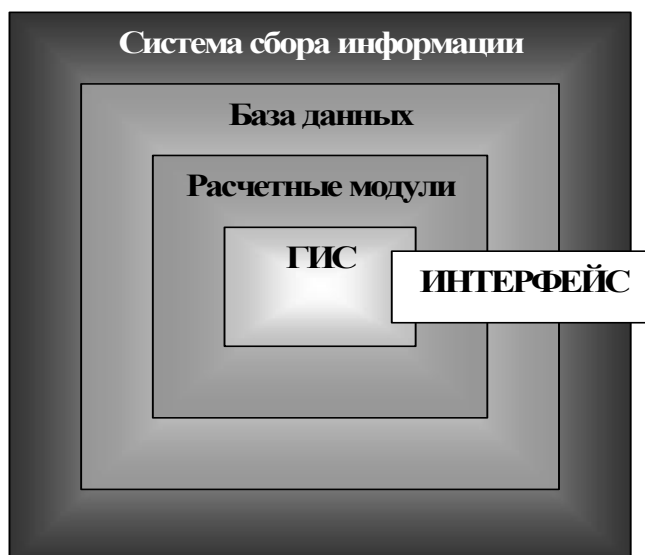 Система сбора информации
База данных
Расчетные модули
ГИС
ИНТЕРФЕЙС